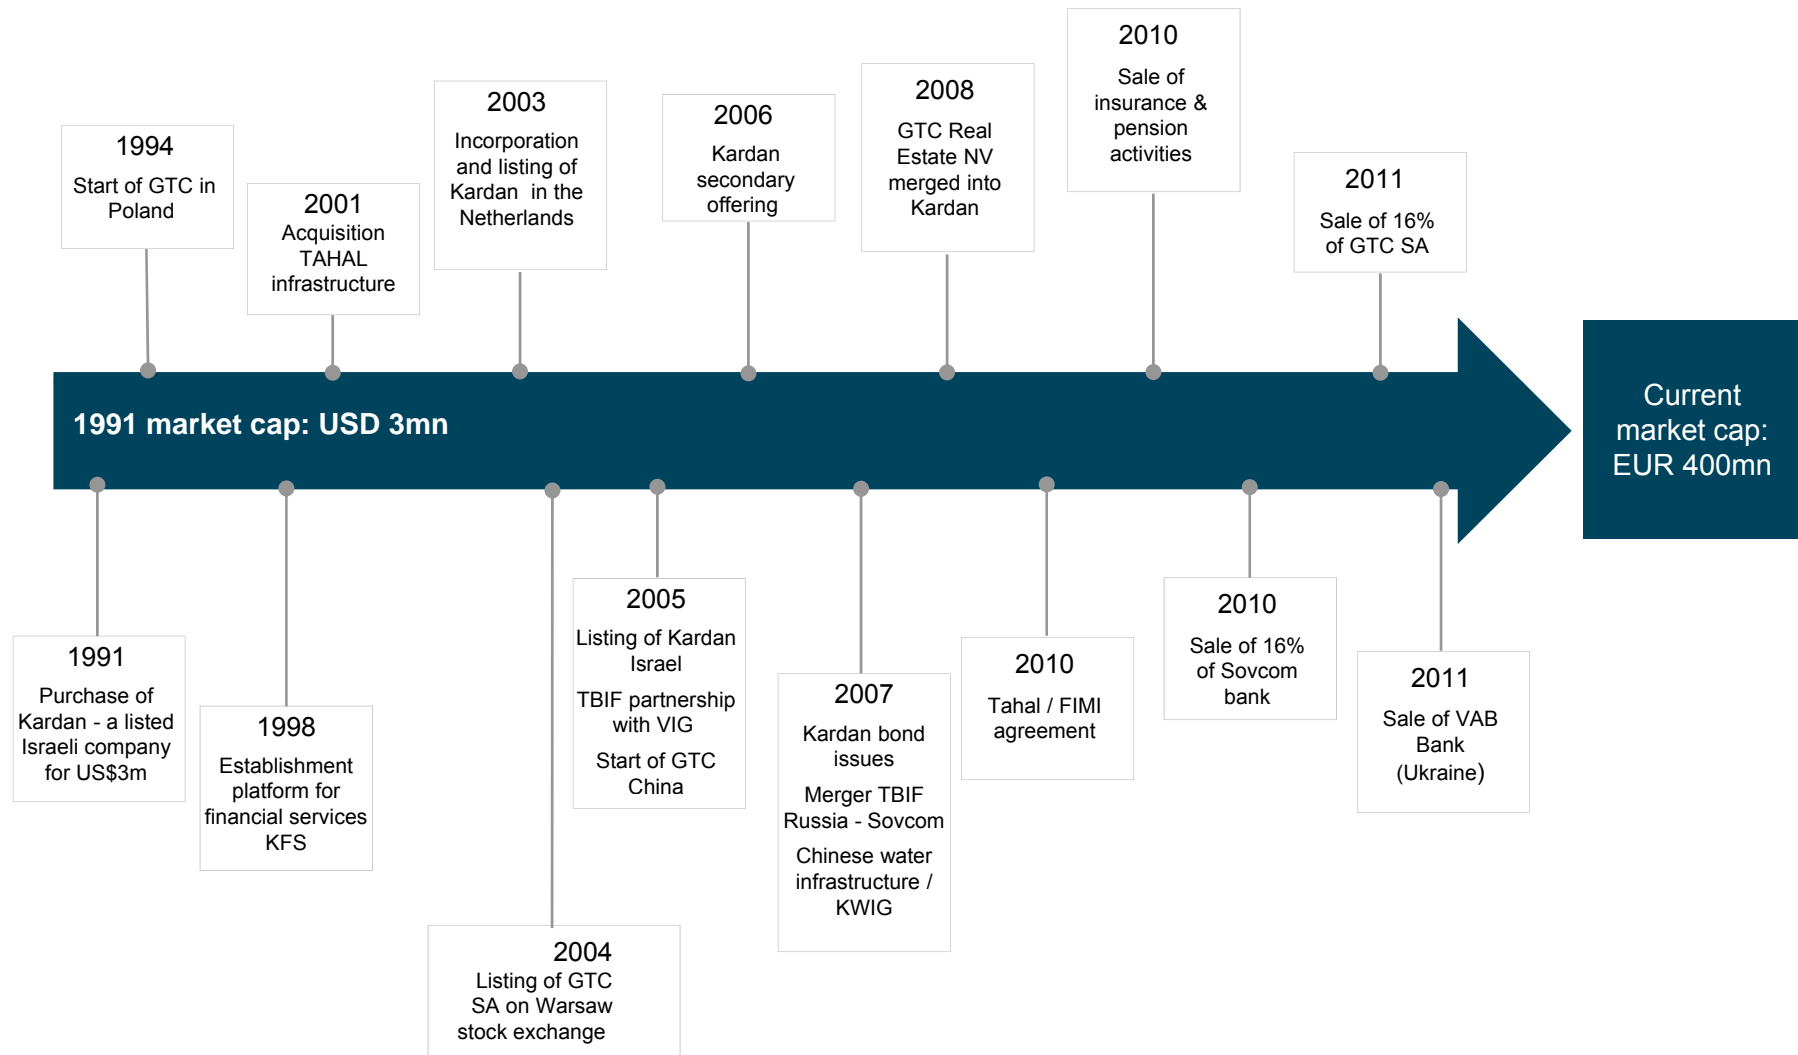 1994
Start of GTC in
Poland
2001
Acquisition
TAHAL
infrastructure
2003
Incorporation
and listing of
Kardan in the
Netherlands
2006
Kardan
secondary
offering
2008
GTC Real
Estate NV
merged into
Kardan
2010
Sale of
insurance &
pension
activities
2011
Sale of 16%
of GTC SA
1991 market cap: USD 3mn
Current
market cap:
EUR 400mn
1991
Purchase of
Kardan - a listed
Israeli company
for US$3m
1998
Establishment
platform for
financial services
KFS
2004
Listing of GTC
SA on Warsaw
stock exchange
2005
Listing of Kardan
Israel
TBIF partnership
with VIG
Start of GTC
China
2007
Kardan bond
issues
Merger TBIF
Russia - Sovcom
Chinese water
infrastructure /
KWIG
2010
Tahal / FIMI
agreement
2010
Sale of 16%
of Sovcom
bank
2011
Sale of VAB
Bank
(Ukraine)